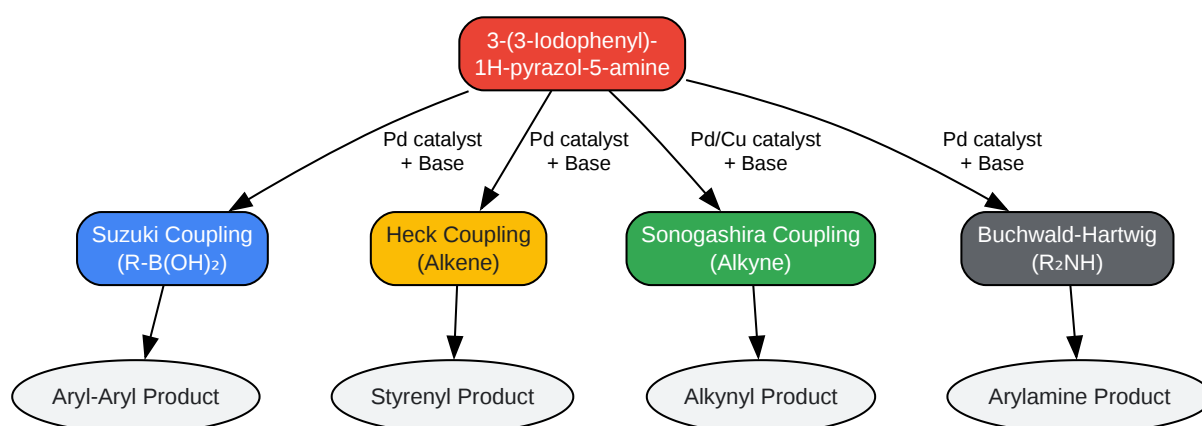 3-(3-Iodophenyl)-
1H-pyrazol-5-amine
Pd catalyst
+ Base
Pd catalyst
+ Base
Pd/Cu catalyst
+ Base
Pd catalyst
+ Base
Suzuki Coupling
(R-B(OH)₂)
Heck Coupling
(Alkene)
Sonogashira Coupling
(Alkyne)
Buchwald-Hartwig
(R₂NH)
Aryl-Aryl Product
Styrenyl Product
Alkynyl Product
Arylamine Product